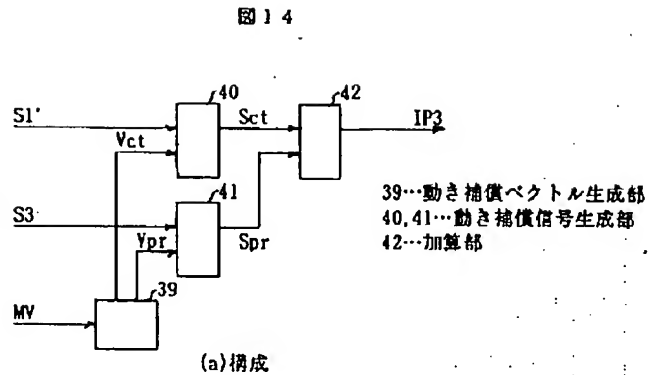 図14
40
42
S1'
Sct
IP3
Vct
39…動き補償ベクトル生成部
41
40,41…動き補償信号生成部
S3
Spr
42…加算部
Vpr
39
MV
(a)構成